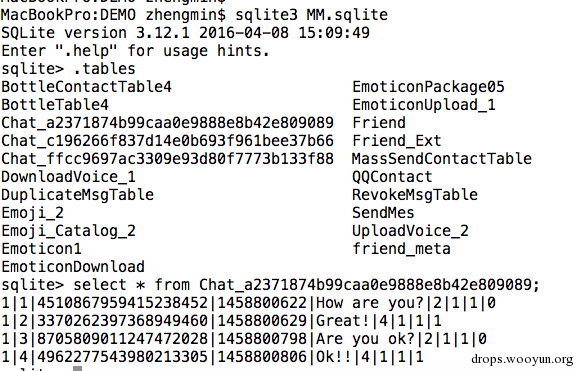 MacBookPro:DEMO zhengmin$ sqlite3 MM.sqlite
SQLite version 3.12.1 2016-04-08 15:09:49
Enter ".help" for usage hints.
sqlite> .tables
BottleContactTable4 EmoticonPackage05
BottleTable4 EmoticonUpload_1
Chat_a2371874b99caa0e9888e8b42e809089 Friend
Chat_c196266f837d14e0b693f961bee37b66 Friend_Ext
Chat_ffcc9697ac3309e93d80f7773b133f88 MassSendContactTable
DownloadVoice_1 QQContact
DuplicateMsgTable RevokeMsgTable
Emoji_2 SendMes
Emoji_Catalog_2 UploadVoice_2
Emoticon1 friend_meta
EmoticonDownload
sqlite> select * from Chat_a2371874b99caa0e9888e8b42e809089;
1|1|4510867959415238452|1458800622|How are you?|2|1|1|0
1|2|3370262397368949460|1458800629|Great!|4|1|1|1
1|3|8705809011247472028|1458800798|Are you ok?|2|1|1|0
1|4|4962277543980213305|1458800806|Ok!!|4|1|1|1
drops.wooyun.org